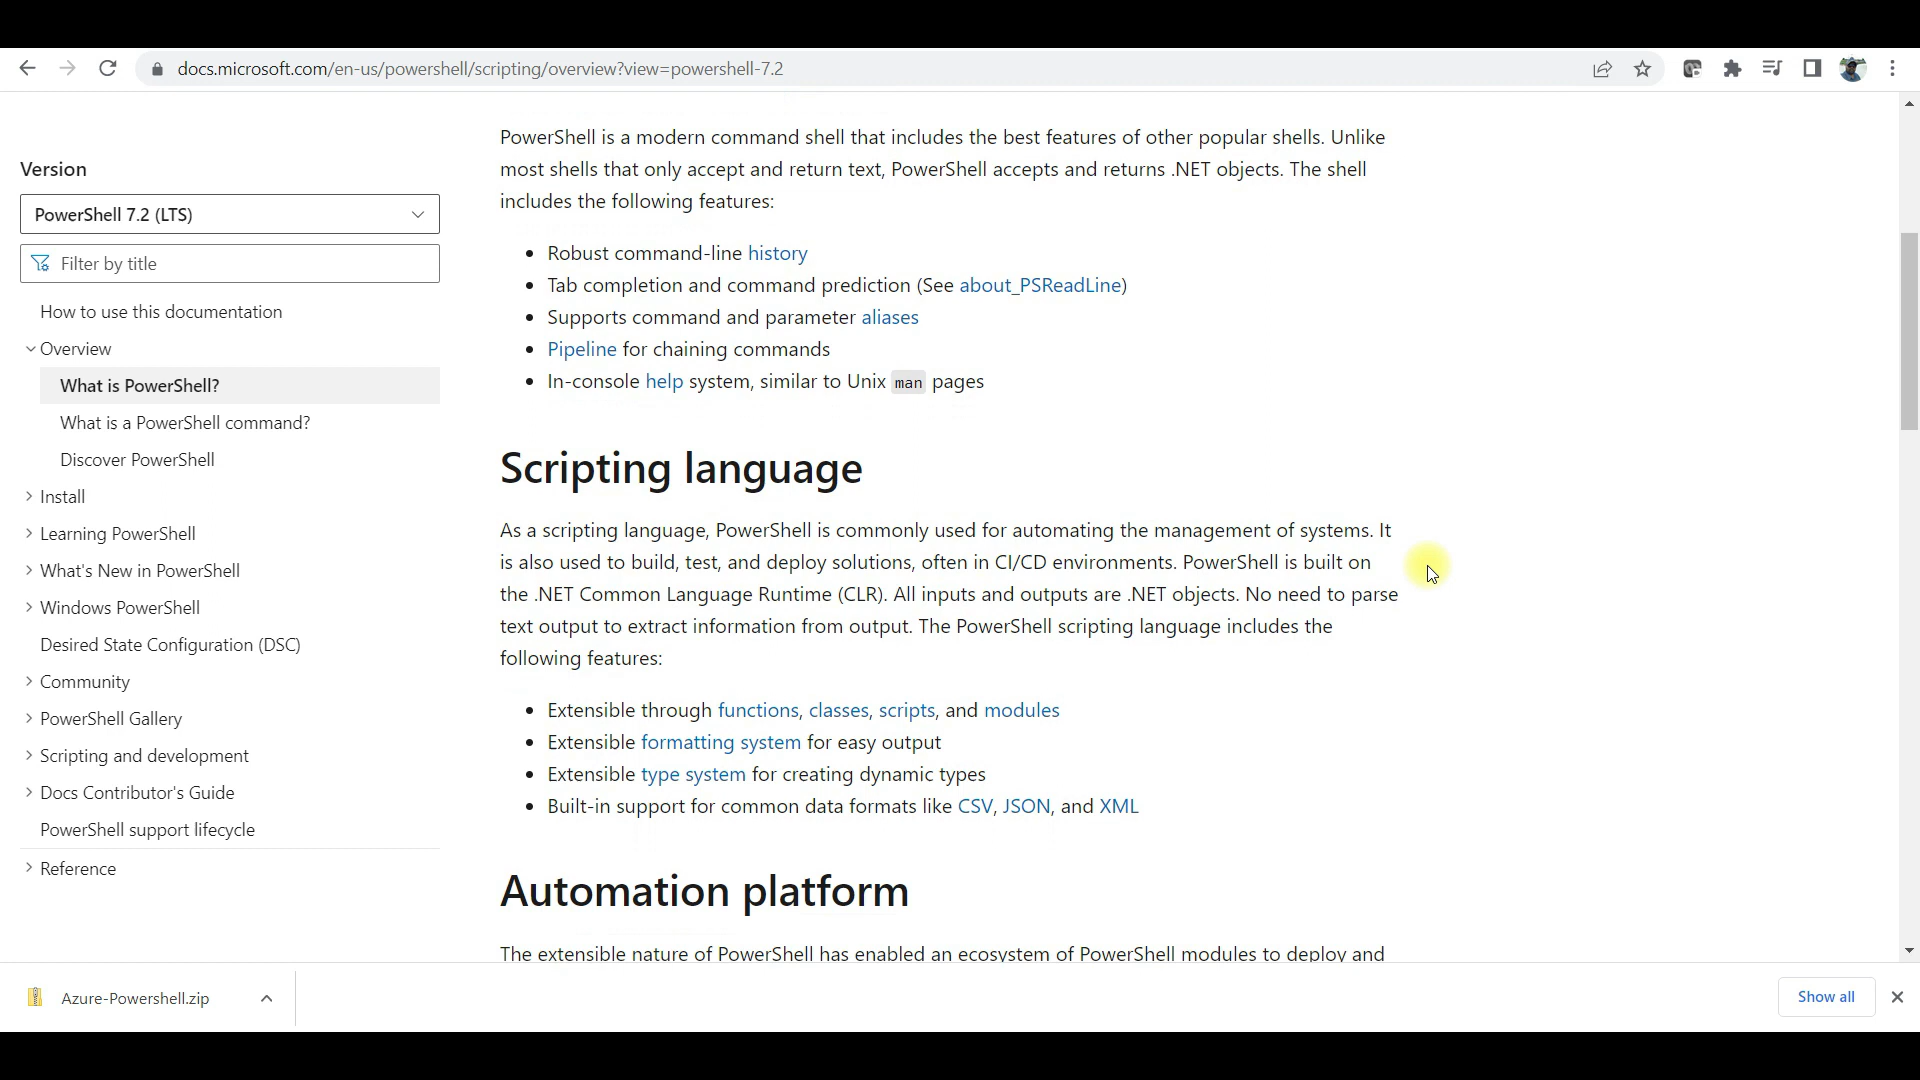 docs.microsoft.com/en-us/powershell/scripting/overview?view=powershell-7.2
Version
PowerShell 7.2 (LTS)
Filter by title
How to use this documentation
Overview
What is PowerShell?
What is a PowerShell command?
Discover PowerShell
Install
Learning PowerShell
What's New in PowerShell
Windows PowerShell
Desired State Configuration (DSC)
Community
PowerShell Gallery
Scripting and development
Docs Contributor's Guide
PowerShell support lifecycle
Reference
PowerShell is a modern command shell that includes the best features of other popular shells. Unlike
most shells that only accept and return text, PowerShell accepts and returns .NET objects. The shell
includes the following features:
• Robust command-line history
• Tab completion and command prediction (See about_PSReadLine)
• Supports command and parameter aliases
• Pipeline for chaining commands
• In-console help system, similar to Unix man pages
Scripting language
As a scripting language, PowerShell is commonly used for automating the management of systems. It
is also used to build, test, and deploy solutions, often in CI/CD environments. PowerShell is built on
the .NET Common Language Runtime (CLR). All inputs and outputs are .NET objects. No need to parse
text output to extract information from output. The PowerShell scripting language includes the
following features:
• Extensible through functions, classes, scripts, and modules
• Extensible formatting system for easy output
• Extensible type system for creating dynamic types
• Built-in support for common data formats like CSV, JSON, and XML
Automation platform
The extensible nature of PowerShell has enabled an ecosystem of PowerShell modules to deploy and
Azure-Powershell.zip
Show all